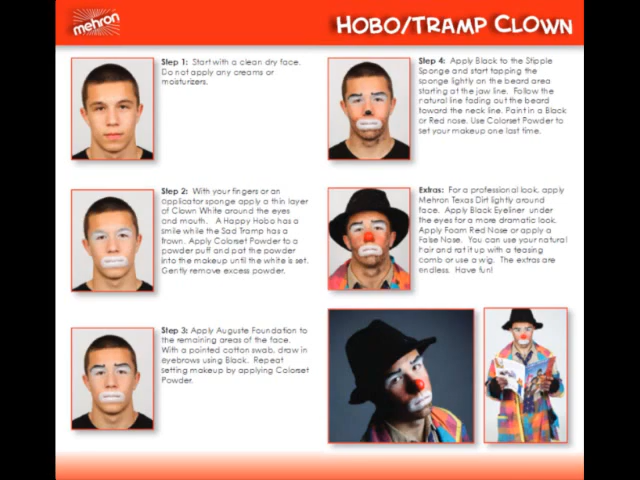 mehron
HOBO/TRAMP CLOWN
Step 1: Start with a clean dry face.
Do not apply any creams or
moisturizers.
Step 2: With your fingers or an
applicator sponge apply a thin layer
of Clown White around the eyes
and mouth. A Happy Hobo has a
smile while the Sad Tramp has a
frown. Apply Colorset Powder to a
powder puff and pat the powder
into the makeup until the white is set.
Gently remove excess powder.
Step 3: Apply Auguste Foundation to
the remaining areas of the face.
With a pointed cotton swab, draw in
eyebrows using Black. Repeat
setting makeup by applying Colorset
Powder.
Step 4: Apply Black to the Stipple
Sponge and start tapping the
sponge lightly on the beard area
starting at the jaw line. Follow the
natural line fading out the beard
toward the neck line. Paint in a Black
or Red nose. Use Colorset Powder to
set your makeup one last time.
Extras: For a professional look, apply
Mehron Texas Dirt lightly around
face. Apply Black Eyeliner under
the eyes for a more dramatic look.
Apply Foam Red Nose or apply a
False Nose. You can use your natural
hair and rat it up with a teasing
comb or use a wig. The extras are
endless. Have fun!